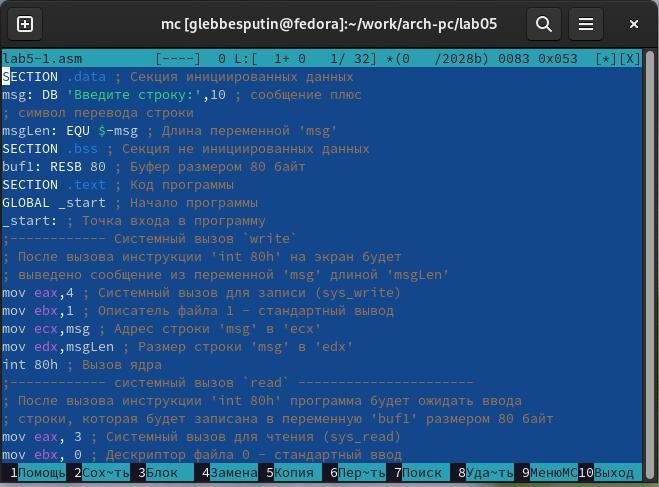 mc [glebbesputin@fedora]:~/work/arch-pc/lab05
lab5-1.asm [----] 0 L:[ 1+ 0 1/ 32] *(0 /2028b) 0083 0x053 [*][X]
SECTION .data ; Секция инициированных данных
msg: DB 'Введите строку:',10 ; сообщение плюс
; символ перевода строки
msgLen: EQU $-msg ; Длина переменной 'msg'
SECTION .bss ; Секция не инициированных данных
buf1: RESB 80 ; Буфер размером 80 байт
SECTION .text ; Код программы
GLOBAL _start ; Начало программы
_start: ; Точка входа в программу
;------------ Системный вызов `write`
; После вызова инструкции 'int 80h' на экран будет
; выведено сообщение из переменной 'msg' длиной 'msgLen'
mov eax,4 ; Системный вызов для записи (sys_write)
mov ebx,1 ; Описатель файла 1 - стандартный вывод
mov ecx,msg ; Адрес строки 'msg' в 'ecx'
mov edx,msgLen ; Размер строки 'msg' в 'edx'
int 80h ; Вызов ядра
;------------ системный вызов `read` ----------------------
; После вызова инструкции 'int 80h' программа будет ожидать ввода
; строки, которая будет записана в переменную 'buf1' размером 80 байт
mov eax, 3 ; Системный вызов для чтения (sys_read)
mov ebx, 0 ; Дескриптор файла 0 - стандартный ввод
1Помощь 2Сох~ть 3Блок 4Замена 5Копия 6Пер~ть 7Поиск 8Уда~ть 9МенюMC 10Выход